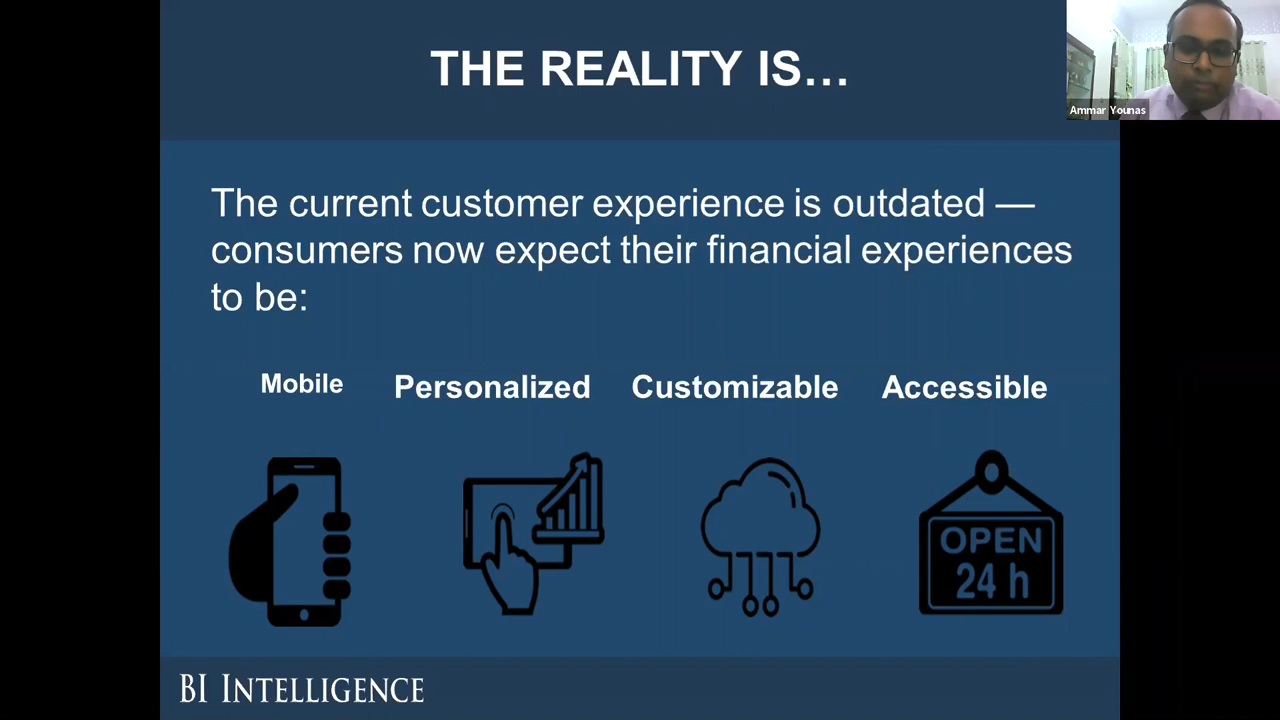 THE REALITY IS…
Ammar Younas
The current customer experience is outdated —
consumers now expect their financial experiences
to be:
Mobile Personalized Customizable Accessible
OPEN
24 h
BI INTELLIGENCE